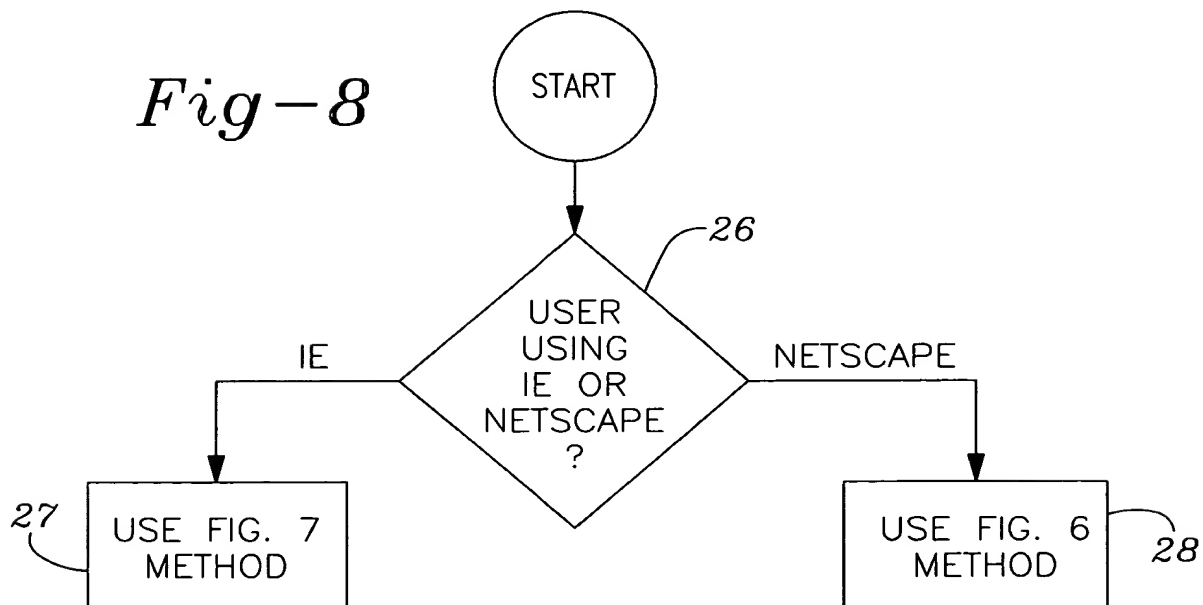 Fig-8
START
26
USER
USING
IE OR
NETSCAPE
?
IE
NETSCAPE
27
USE FIG. 7
METHOD
USE FIG. 6
METHOD
28